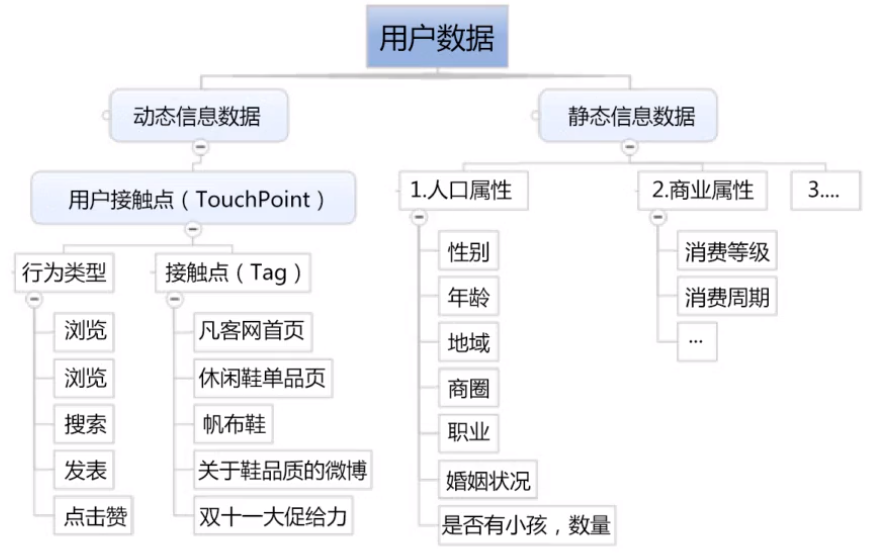 用户数据
动态信息数据
静态信息数据
用户接触点（TouchPoint）
1.人口属性
2.商业属性
3....
行为类型
接触点（Tag）
浏览
浏览
搜索
发表
点击赞
凡客网首页
休闲鞋单品页
帆布鞋
关于鞋品质的微博
双十一大促给力
性别
年龄
地域
商圈
职业
婚姻状况
是否有小孩，数量
消费等级
消费周期
...